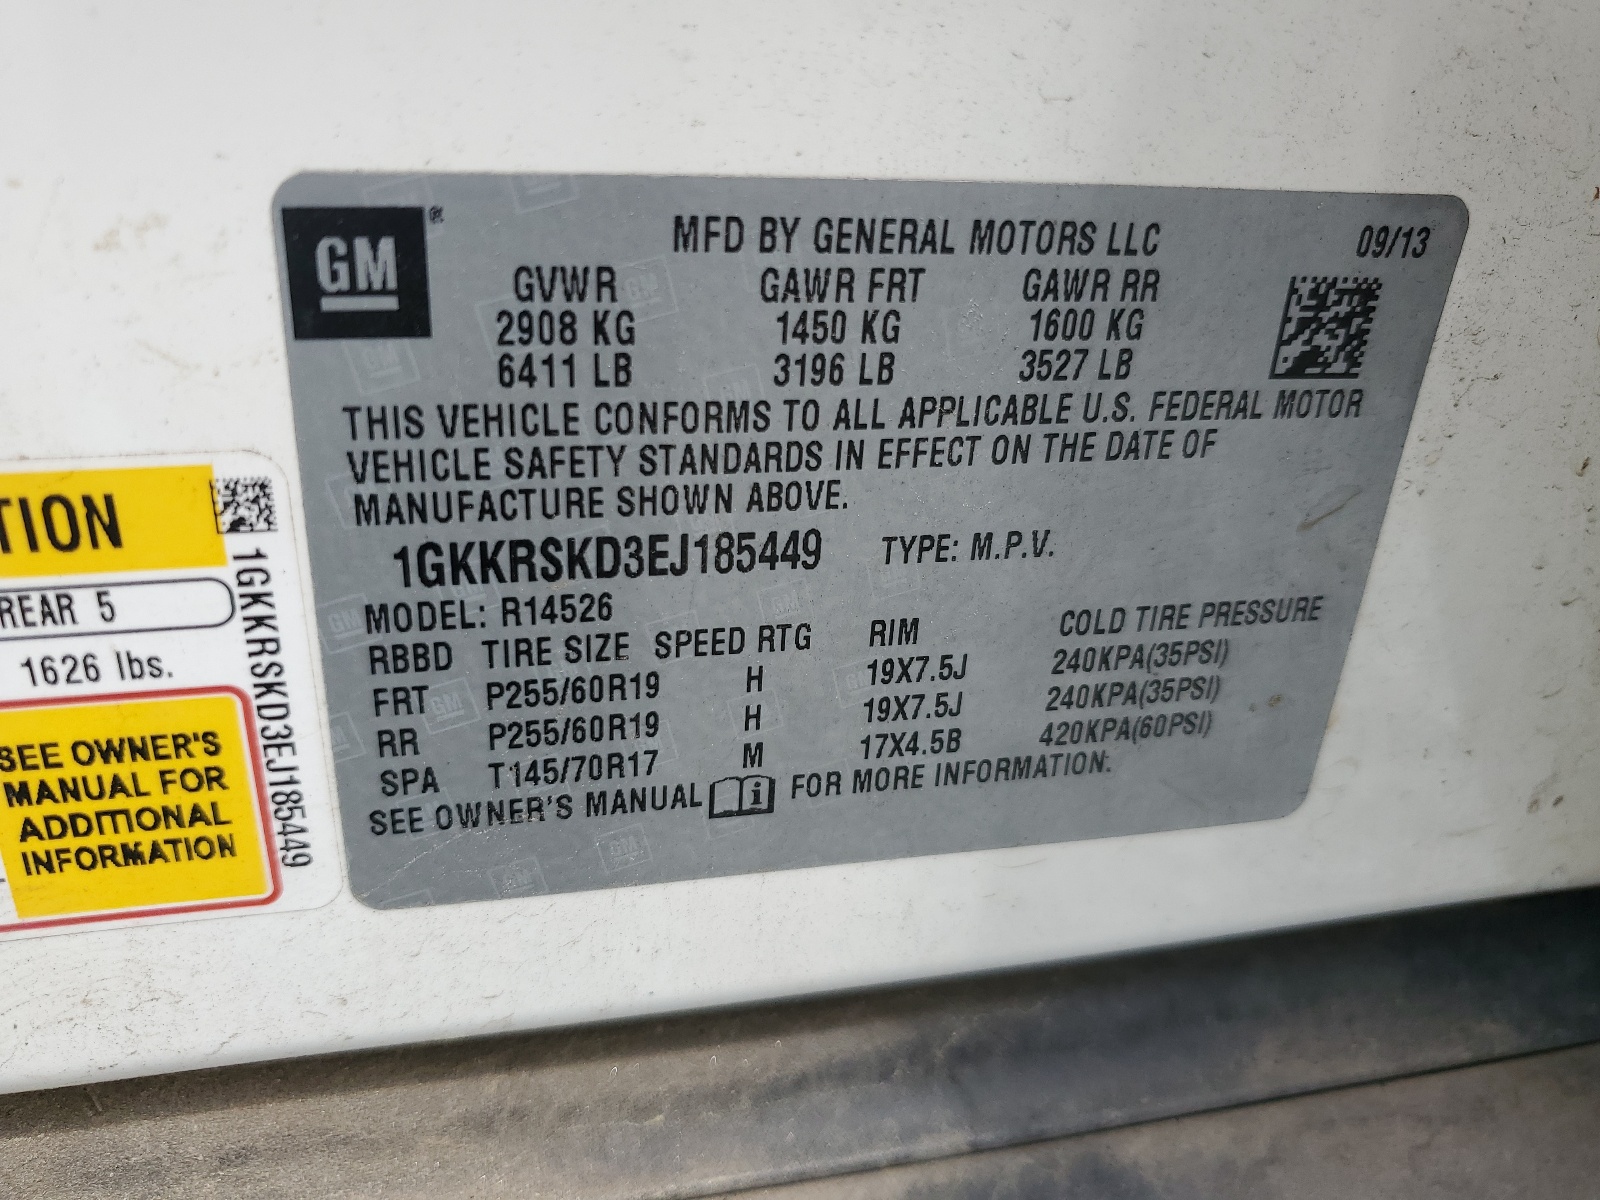 GM ®
MFD BY GENERAL MOTORS LLC 09/13
GVWR GAWR FRT GAWR RR
2908 KG 1450 KG 1600 KG
6411 LB 3196 LB 3527 LB
THIS VEHICLE CONFORMS TO ALL APPLICABLE U.S. FEDERAL MOTOR
VEHICLE SAFETY STANDARDS IN EFFECT ON THE DATE OF
MANUFACTURE SHOWN ABOVE.
1GKKRSKD3EJ185449 TYPE: M.P.V.
MODEL: R14526
RBBD TIRE SIZE SPEED RTG RIM COLD TIRE PRESSURE
FRT P255/60R19 H 19X7.5J 240KPA(35PSI)
RR P255/60R19 H 19X7.5J 240KPA(35PSI)
SPA T145/70R17 M 17X4.5B 420KPA(60PSI)
SEE OWNER'S MANUAL i FOR MORE INFORMATION.
TION
REAR 5
1626 lbs.
SEE OWNER'S
MANUAL FOR
ADDITIONAL
INFORMATION
1GKKRSKD3EJ185449